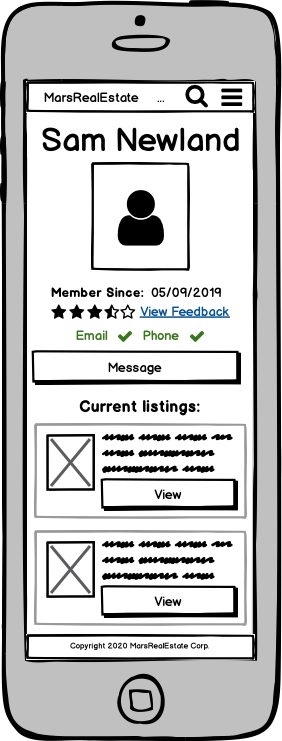 MarsRealEstate ...
Sam Newland
Member Since: 05/09/2019
View Feedback
Email Phone
Message
Current listings:
View
View
Copyright 2020 MarsRealEstate Corp.